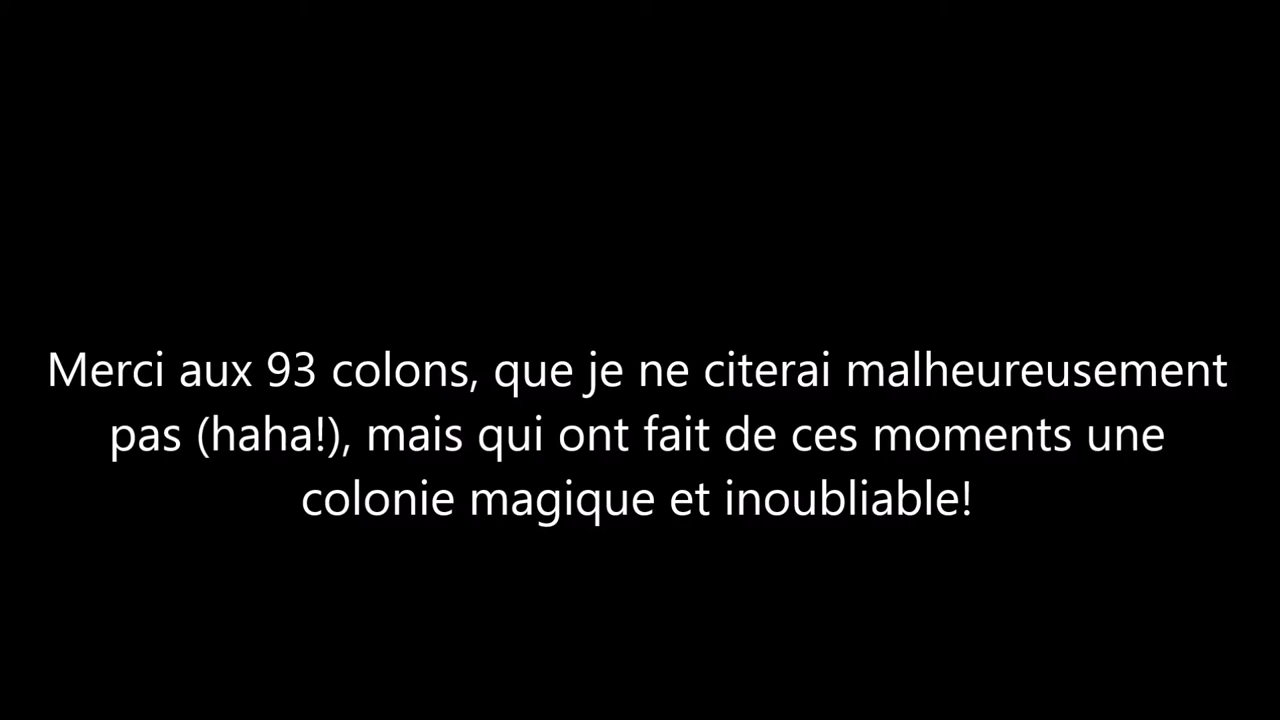 Merci aux 93 colons, que je ne citerai malheureusement
pas (haha!), mais qui ont fait de ces moments une
colonie magique et inoubliable!